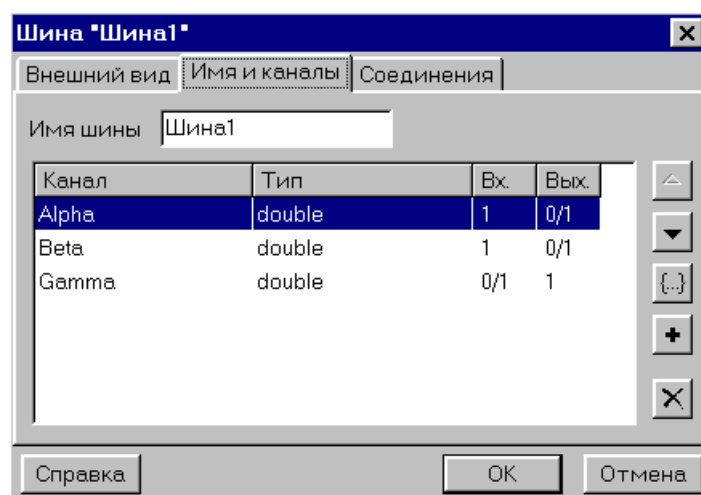 Шина "Шина1"
Внешний вид Имя и каналы Соединения
Имя шины Шина1
Канал Тип Вх. Вых.
Alpha double 1 0/1
Beta double 1 0/1
Gamma double 0/1 1
{..}
Справка OK Отмена